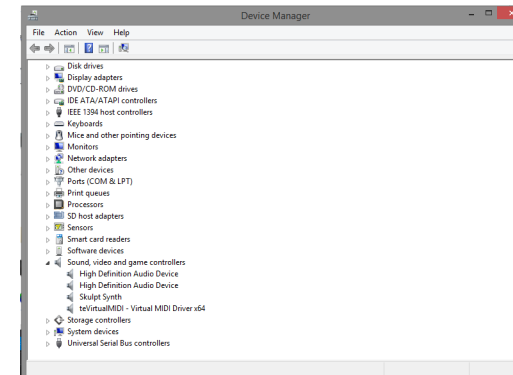 Device Manager
File Action View Help
Disk drives
Display adapters
DVD/CD-ROM drives
IDE ATA/ATAPI controllers
IEEE 1394 host controllers
Keyboards
Mice and other pointing devices
Monitors
Network adapters
Other devices
Ports (COM & LPT)
Print queues
Processors
SD host adapters
Sensors
Smart card readers
Software devices
Sound, video and game controllers
High Definition Audio Device
High Definition Audio Device
Skulpt Synth
teVirtualMIDI - Virtual MIDI Driver x64
Storage controllers
System devices
Universal Serial Bus controllers